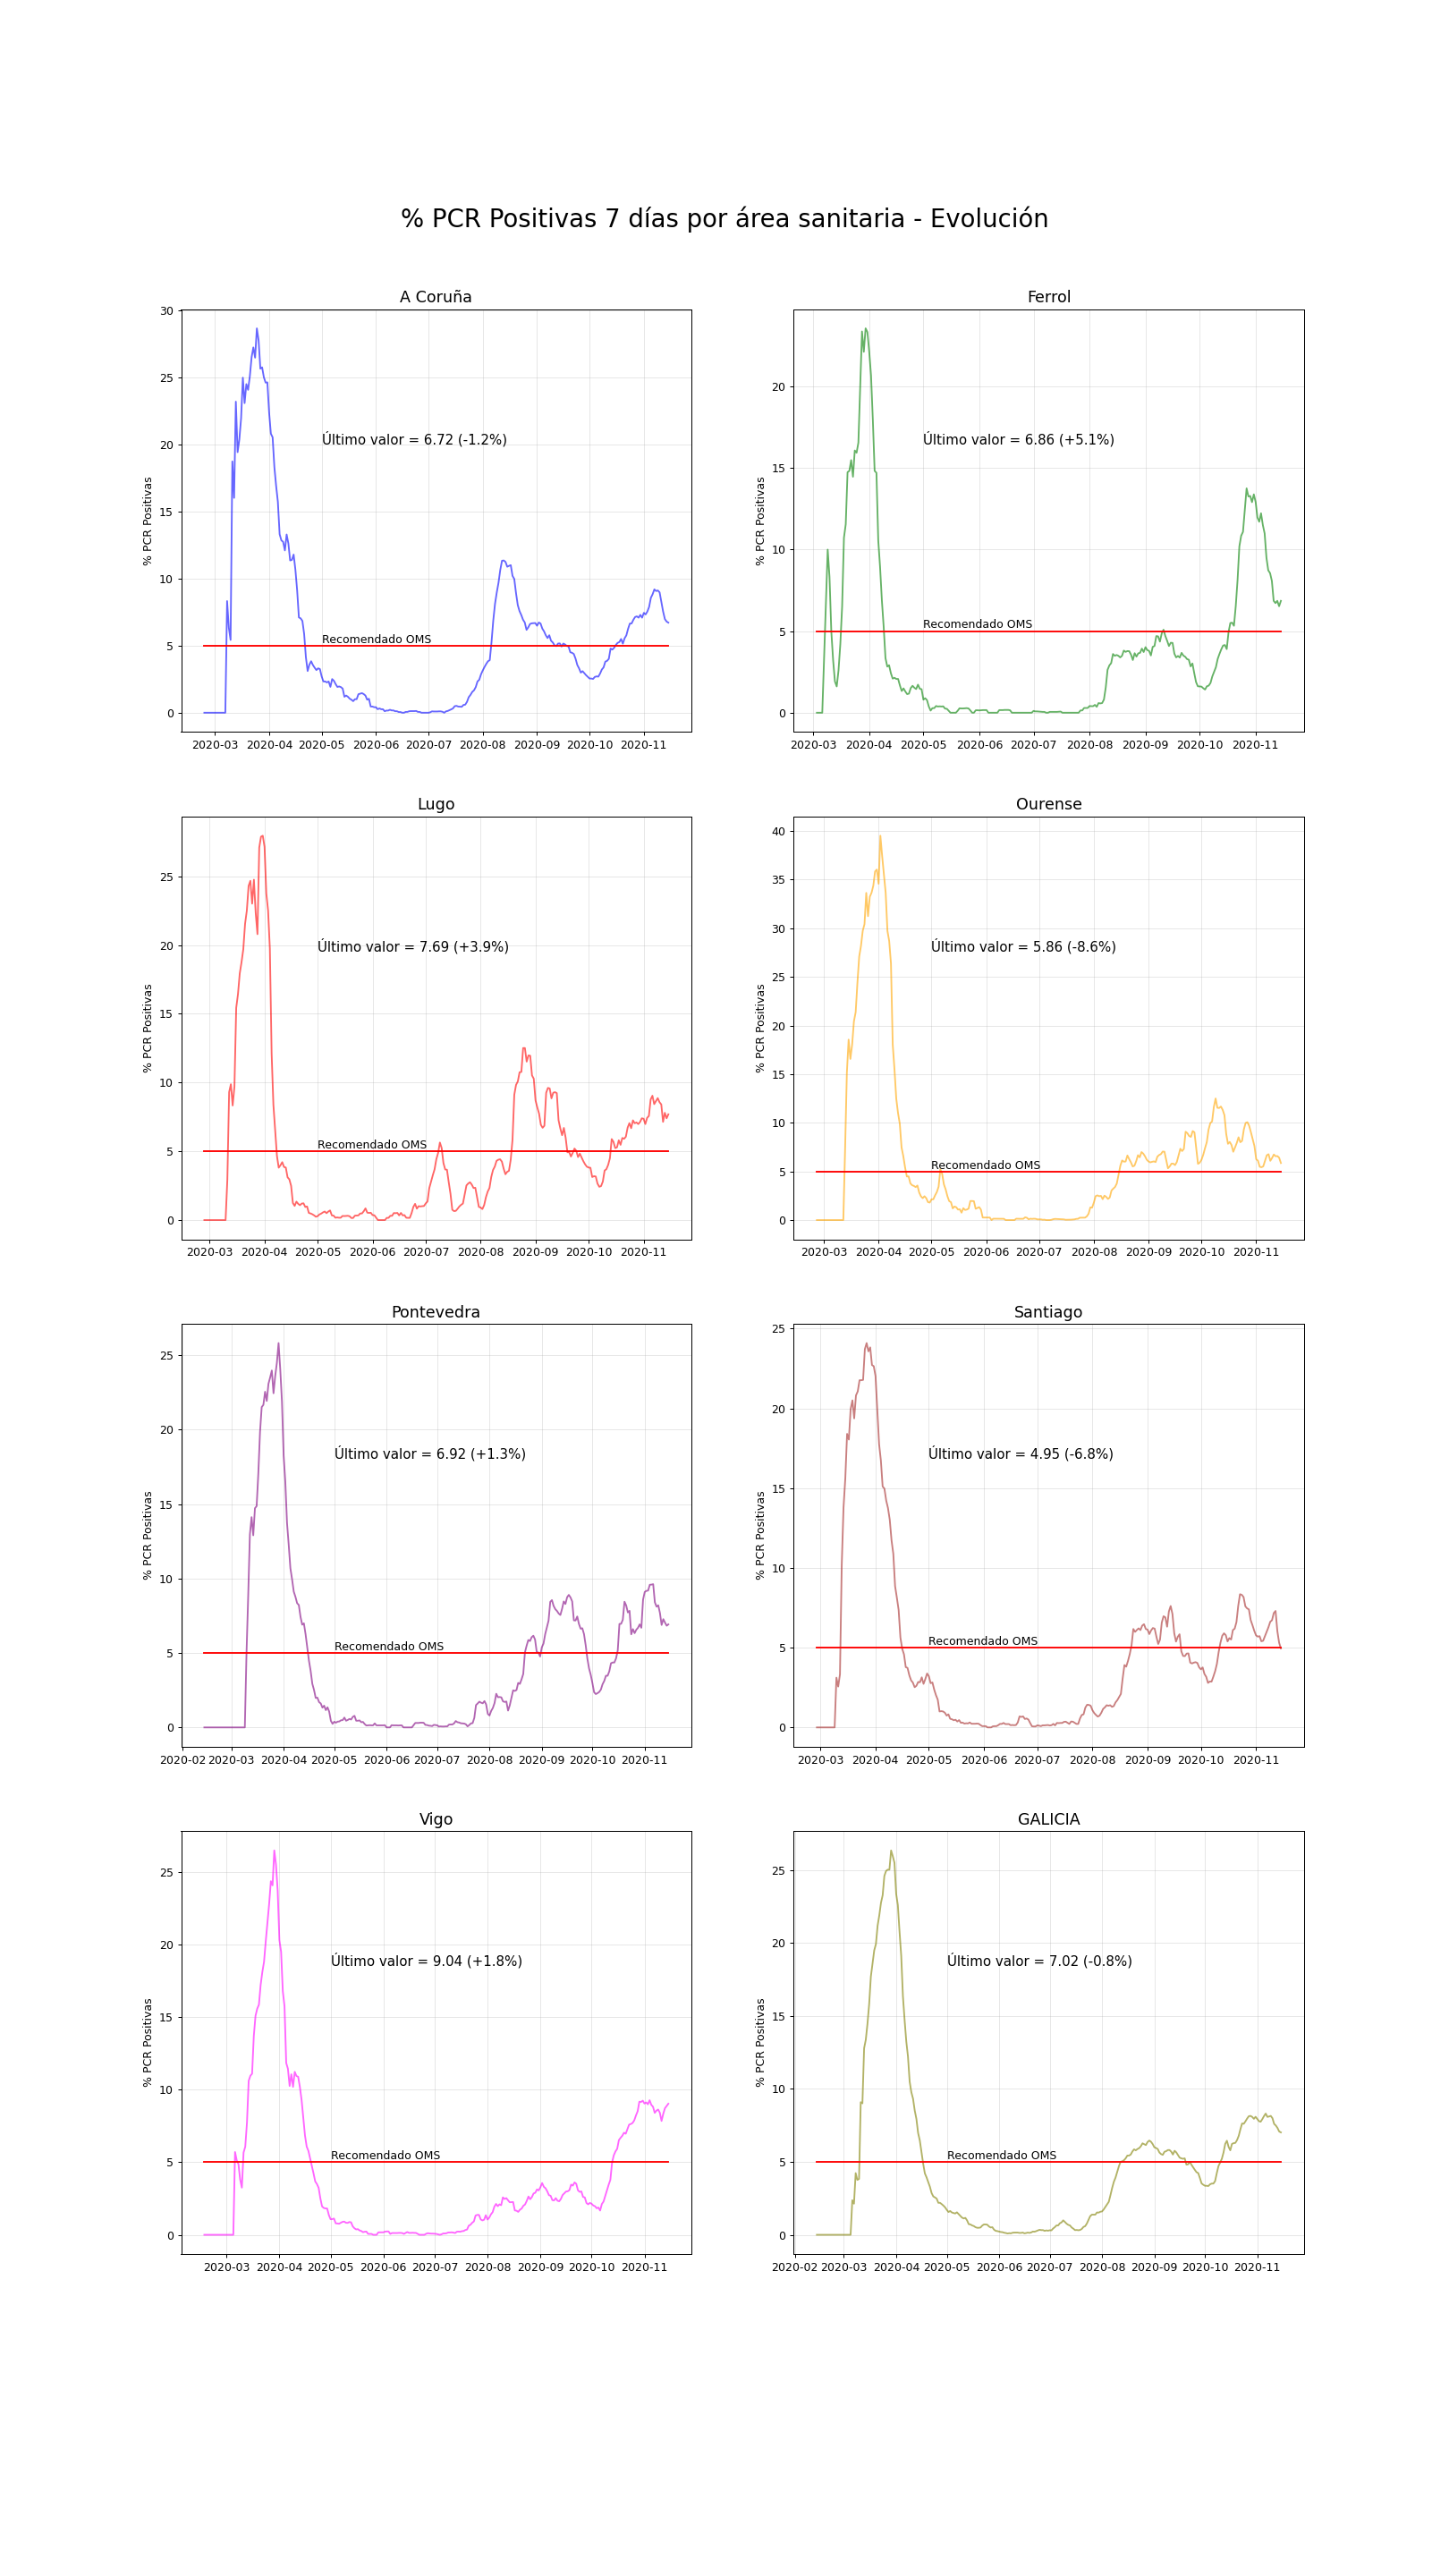 % PCR Positivas 7 días por área sanitaria - Evolución
A Coruña
30
25
20
15
10
5
0
% PCR Positivas
Último valor = 6.72 (-1.2%)
Recomendado OMS
2020-03 2020-04 2020-05 2020-06 2020-07 2020-08 2020-09 2020-10 2020-11
Ferrol
20
15
10
5
0
% PCR Positivas
Último valor = 6.86 (+5.1%)
Recomendado OMS
2020-03 2020-04 2020-05 2020-06 2020-07 2020-08 2020-09 2020-10 2020-11
Lugo
25
20
15
10
5
0
% PCR Positivas
Último valor = 7.69 (+3.9%)
Recomendado OMS
2020-03 2020-04 2020-05 2020-06 2020-07 2020-08 2020-09 2020-10 2020-11
Ourense
40
35
30
25
20
15
10
5
0
% PCR Positivas
Último valor = 5.86 (-8.6%)
Recomendado OMS
2020-03 2020-04 2020-05 2020-06 2020-07 2020-08 2020-09 2020-10 2020-11
Pontevedra
25
20
15
10
5
0
% PCR Positivas
Último valor = 6.92 (+1.3%)
Recomendado OMS
2020-02 2020-03 2020-04 2020-05 2020-06 2020-07 2020-08 2020-09 2020-10 2020-11
Santiago
25
20
15
10
5
0
% PCR Positivas
Último valor = 4.95 (-6.8%)
Recomendado OMS
2020-03 2020-04 2020-05 2020-06 2020-07 2020-08 2020-09 2020-10 2020-11
Vigo
25
20
15
10
5
0
% PCR Positivas
Último valor = 9.04 (+1.8%)
Recomendado OMS
2020-03 2020-04 2020-05 2020-06 2020-07 2020-08 2020-09 2020-10 2020-11
GALICIA
25
20
15
10
5
0
% PCR Positivas
Último valor = 7.02 (-0.8%)
Recomendado OMS
2020-02 2020-03 2020-04 2020-05 2020-06 2020-07 2020-08 2020-09 2020-10 2020-11